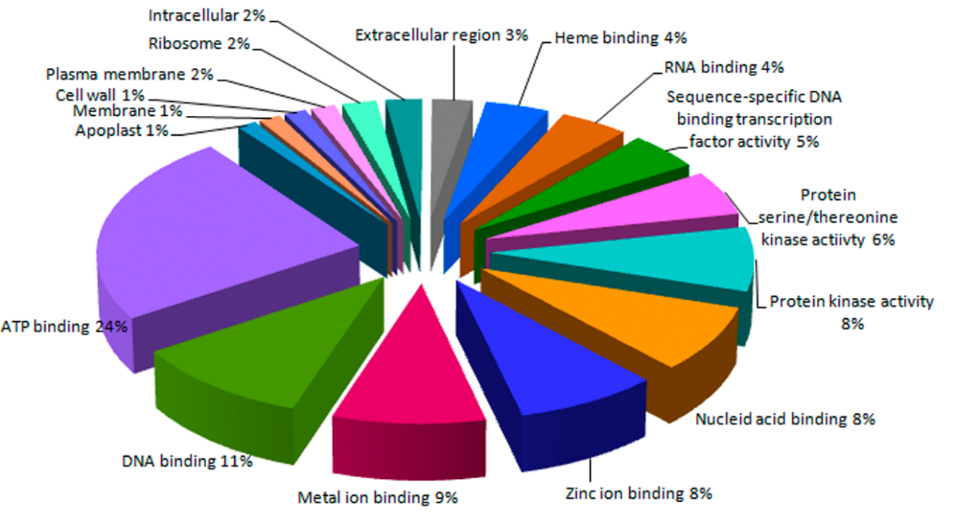 Intracellular 2%
Ribosome 2%
Plasma membrane 2%
Cell wall 1%
Membrane 1%
Apoplast 1%
Extracellular region 3%
Heme binding 4%
RNA binding 4%
Sequence-specific DNA
binding transcription
factor activity 5%
Protein
serine/thereonine
kinase actiivty 6%
Protein kinase activity
8%
Nucleid acid binding 8%
Zinc ion binding 8%
Metal ion binding 9%
DNA binding 11%
ATP binding 24%